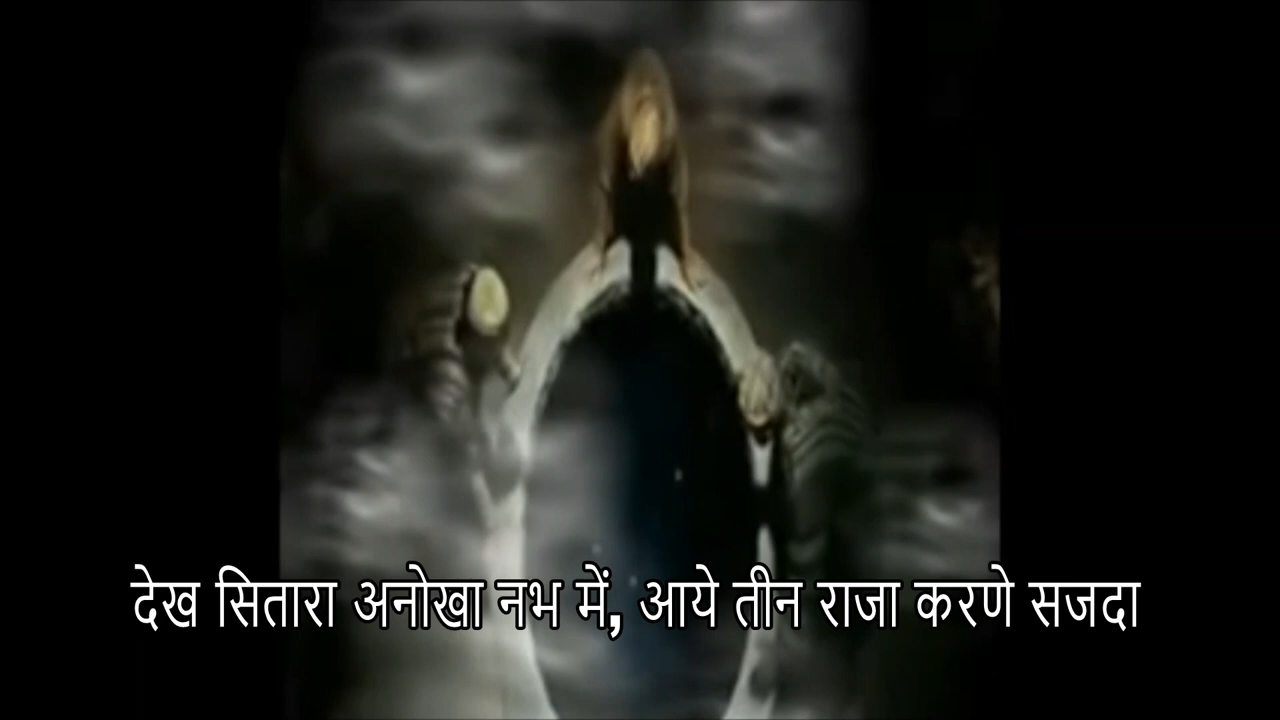 देख सितारा अनोखा नभ में, आये तीन राजा करणे सजदा